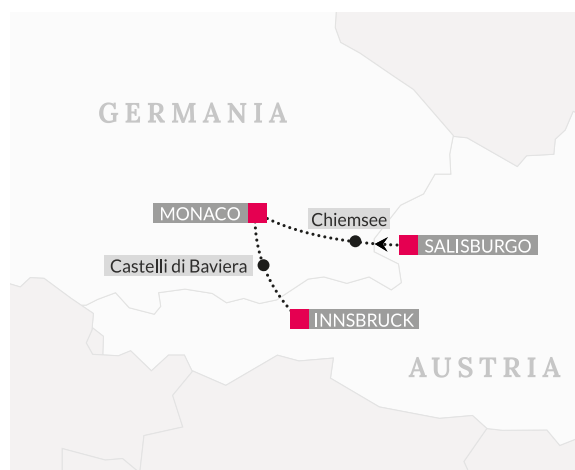 GERMANIA
MONACO
Chiemsee
SALISBURGO
Castelli di Baviera
INNSBRUCK
AUSTRIA